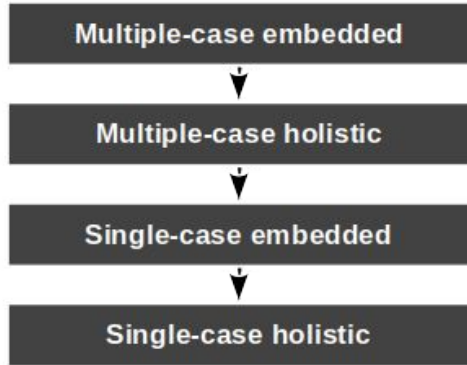 Multiple-case embedded
Multiple-case holistic
Single-case embedded
Single-case holistic